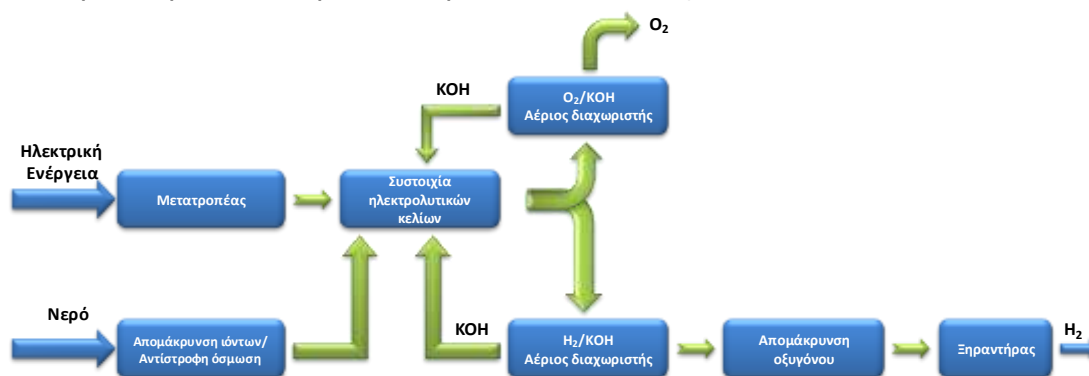 O₂
KOH
O₂/KOH
Αέριος διαχωριστής
Ηλεκτρική
Ενέργεια
Μετατροπέας
Συστοιχία
ηλεκτρολυτικών
κελίων
Νερό
Απομάκρυνση ιόντων/
Αντίστροφη όσμωση
KOH
H₂/KOH
Αέριος διαχωριστής
Απομάκρυνση
οξυγόνου
Ξηραντήρας
H₂